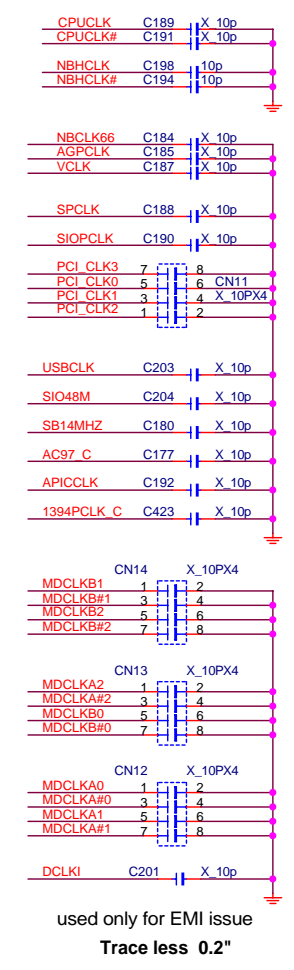 CPUCLK C189 X_10p
CPUCLK# C191 X_10p
NBHCLK C198 10p
NBHCLK# C194 10p
NBCLK66 C184 X_10p
AGPCLK C185 X_10p
VCLK C187 X_10p
SPCLK C188 X_10p
SIOPCLK C190 X_10p
PCI_CLK3 7 8
PCI_CLK0 5 6 CN11
PCI_CLK1 3 4 X_10PX4
PCI_CLK2 1 2
USBCLK C203 X_10p
SIO48M C204 X_10p
SB14MHZ C180 X_10p
AC97_C C177 X_10p
APICCLK C192 X_10p
1394PCLK_C C423 X_10p
CN14 X_10PX4
MDCLKB1 1 2
MDCLKB#1 3 4
MDCLKB2 5 6
MDCLKB#2 7 8
CN13 X_10PX4
MDCLKA2 1 2
MDCLKA#2 3 4
MDCLKB0 5 6
MDCLKB#0 7 8
CN12 X_10PX4
MDCLKA0 1 2
MDCLKA#0 3 4
MDCLKA1 5 6
MDCLKA#1 7 8
DCLKI C201 X_10p
used only for EMI issue
Trace less 0.2"